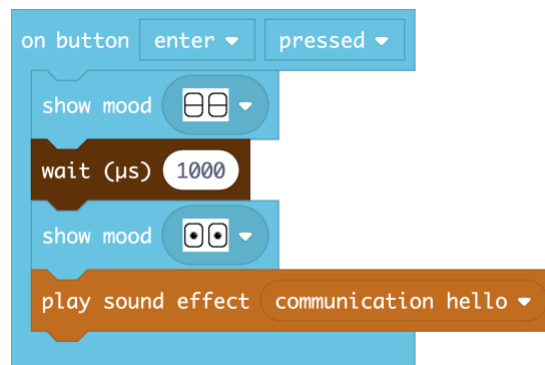 on button enter pressed
show mood
wait (µs) 1000
show mood
play sound effect communication hello